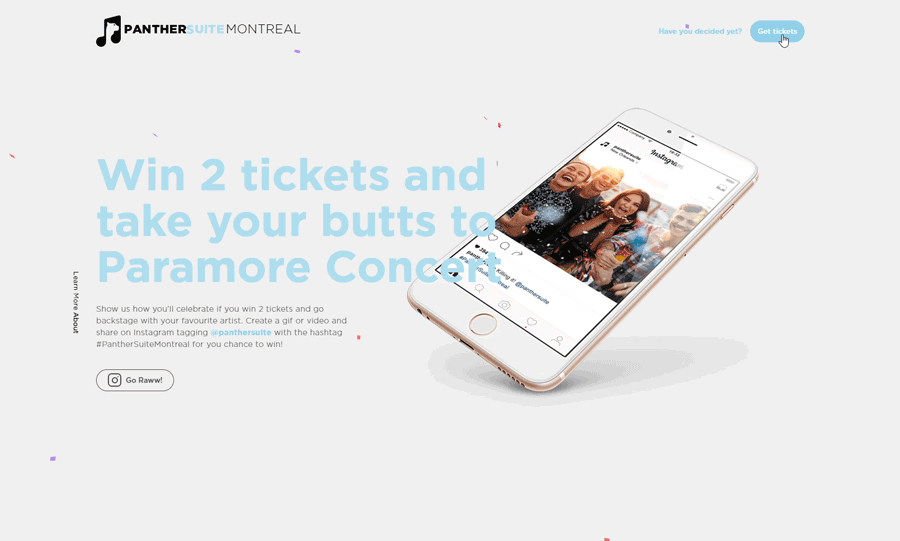 PANTHERSUITEMONTREAL
Have you decided yet?
Get tickets
Win 2 tickets and
take your butts to
Paramore Concert
Learn More About
Show us how you'll celebrate if you win 2 tickets and go
backstage with your favourite artist. Create a gif or video and
share on Instagram tagging @panthersuite with the hashtag
#PantherSuiteMontreal for you chance to win!
Go Raww!
Instagram
panthersuite
New Orleands
294
Killing it! @panthersuite